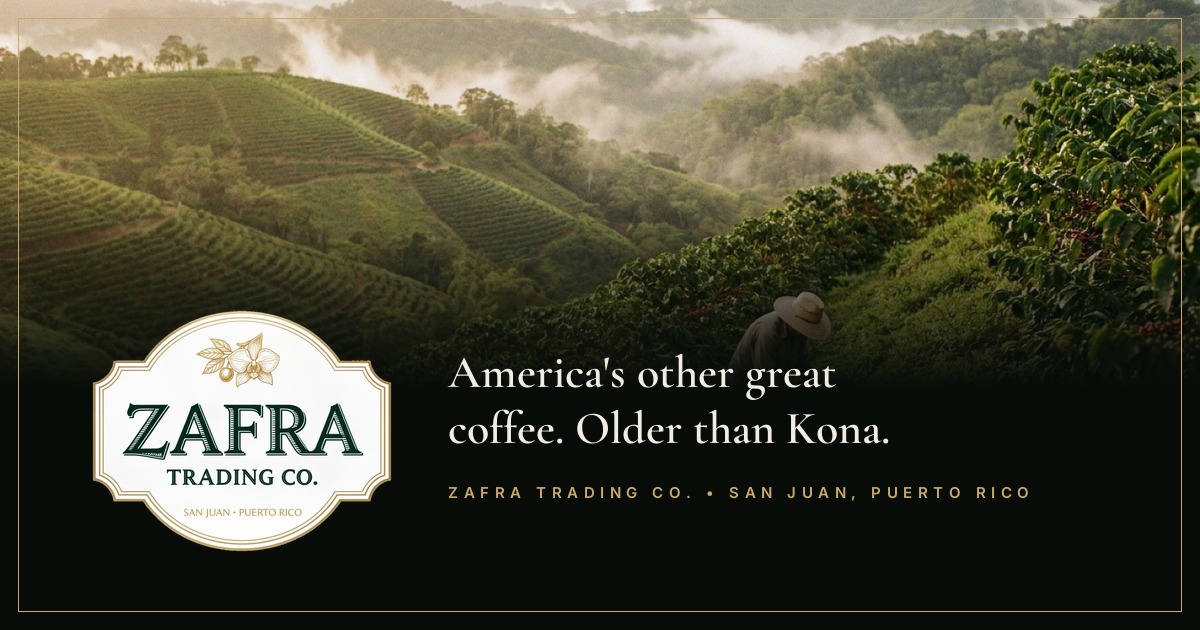 ZAFRA
TRADING CO.
SAN JUAN • PUERTO RICO
America's other great
coffee. Older than Kona.
ZAFRA TRADING CO. • SAN JUAN, PUERTO RICO